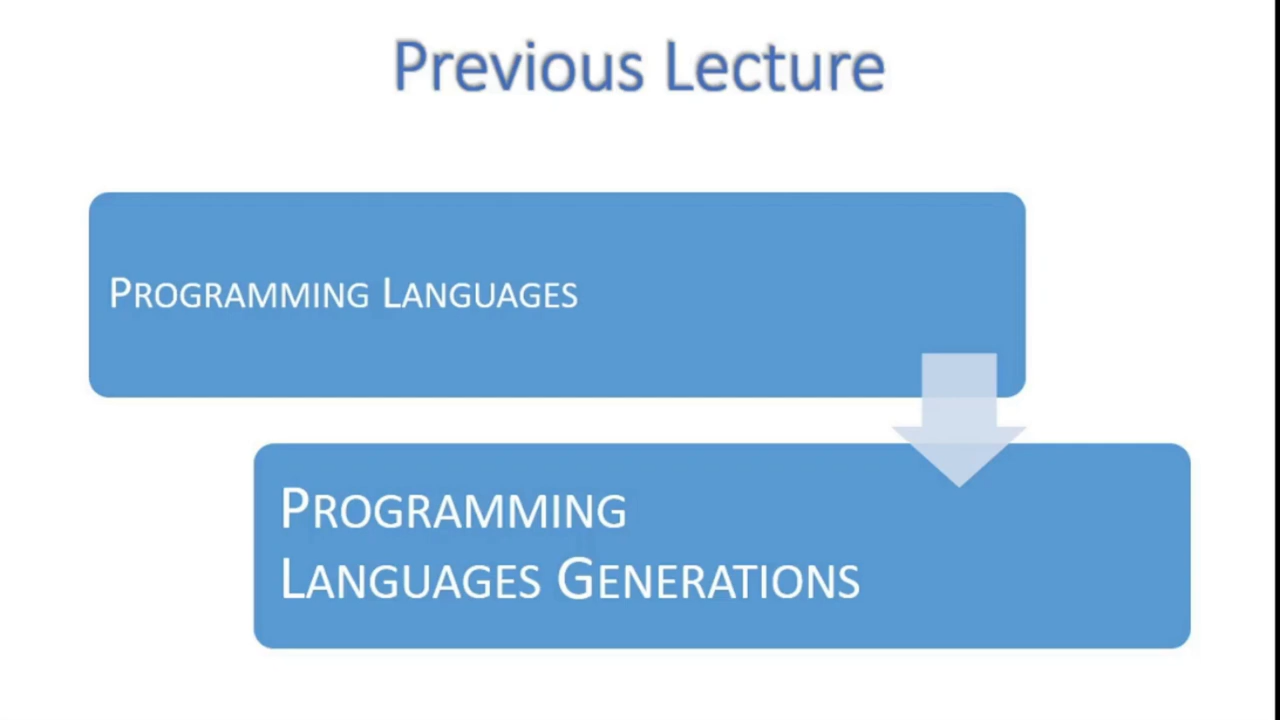 Previous Lecture
Programming Languages
Programming
Languages Generations